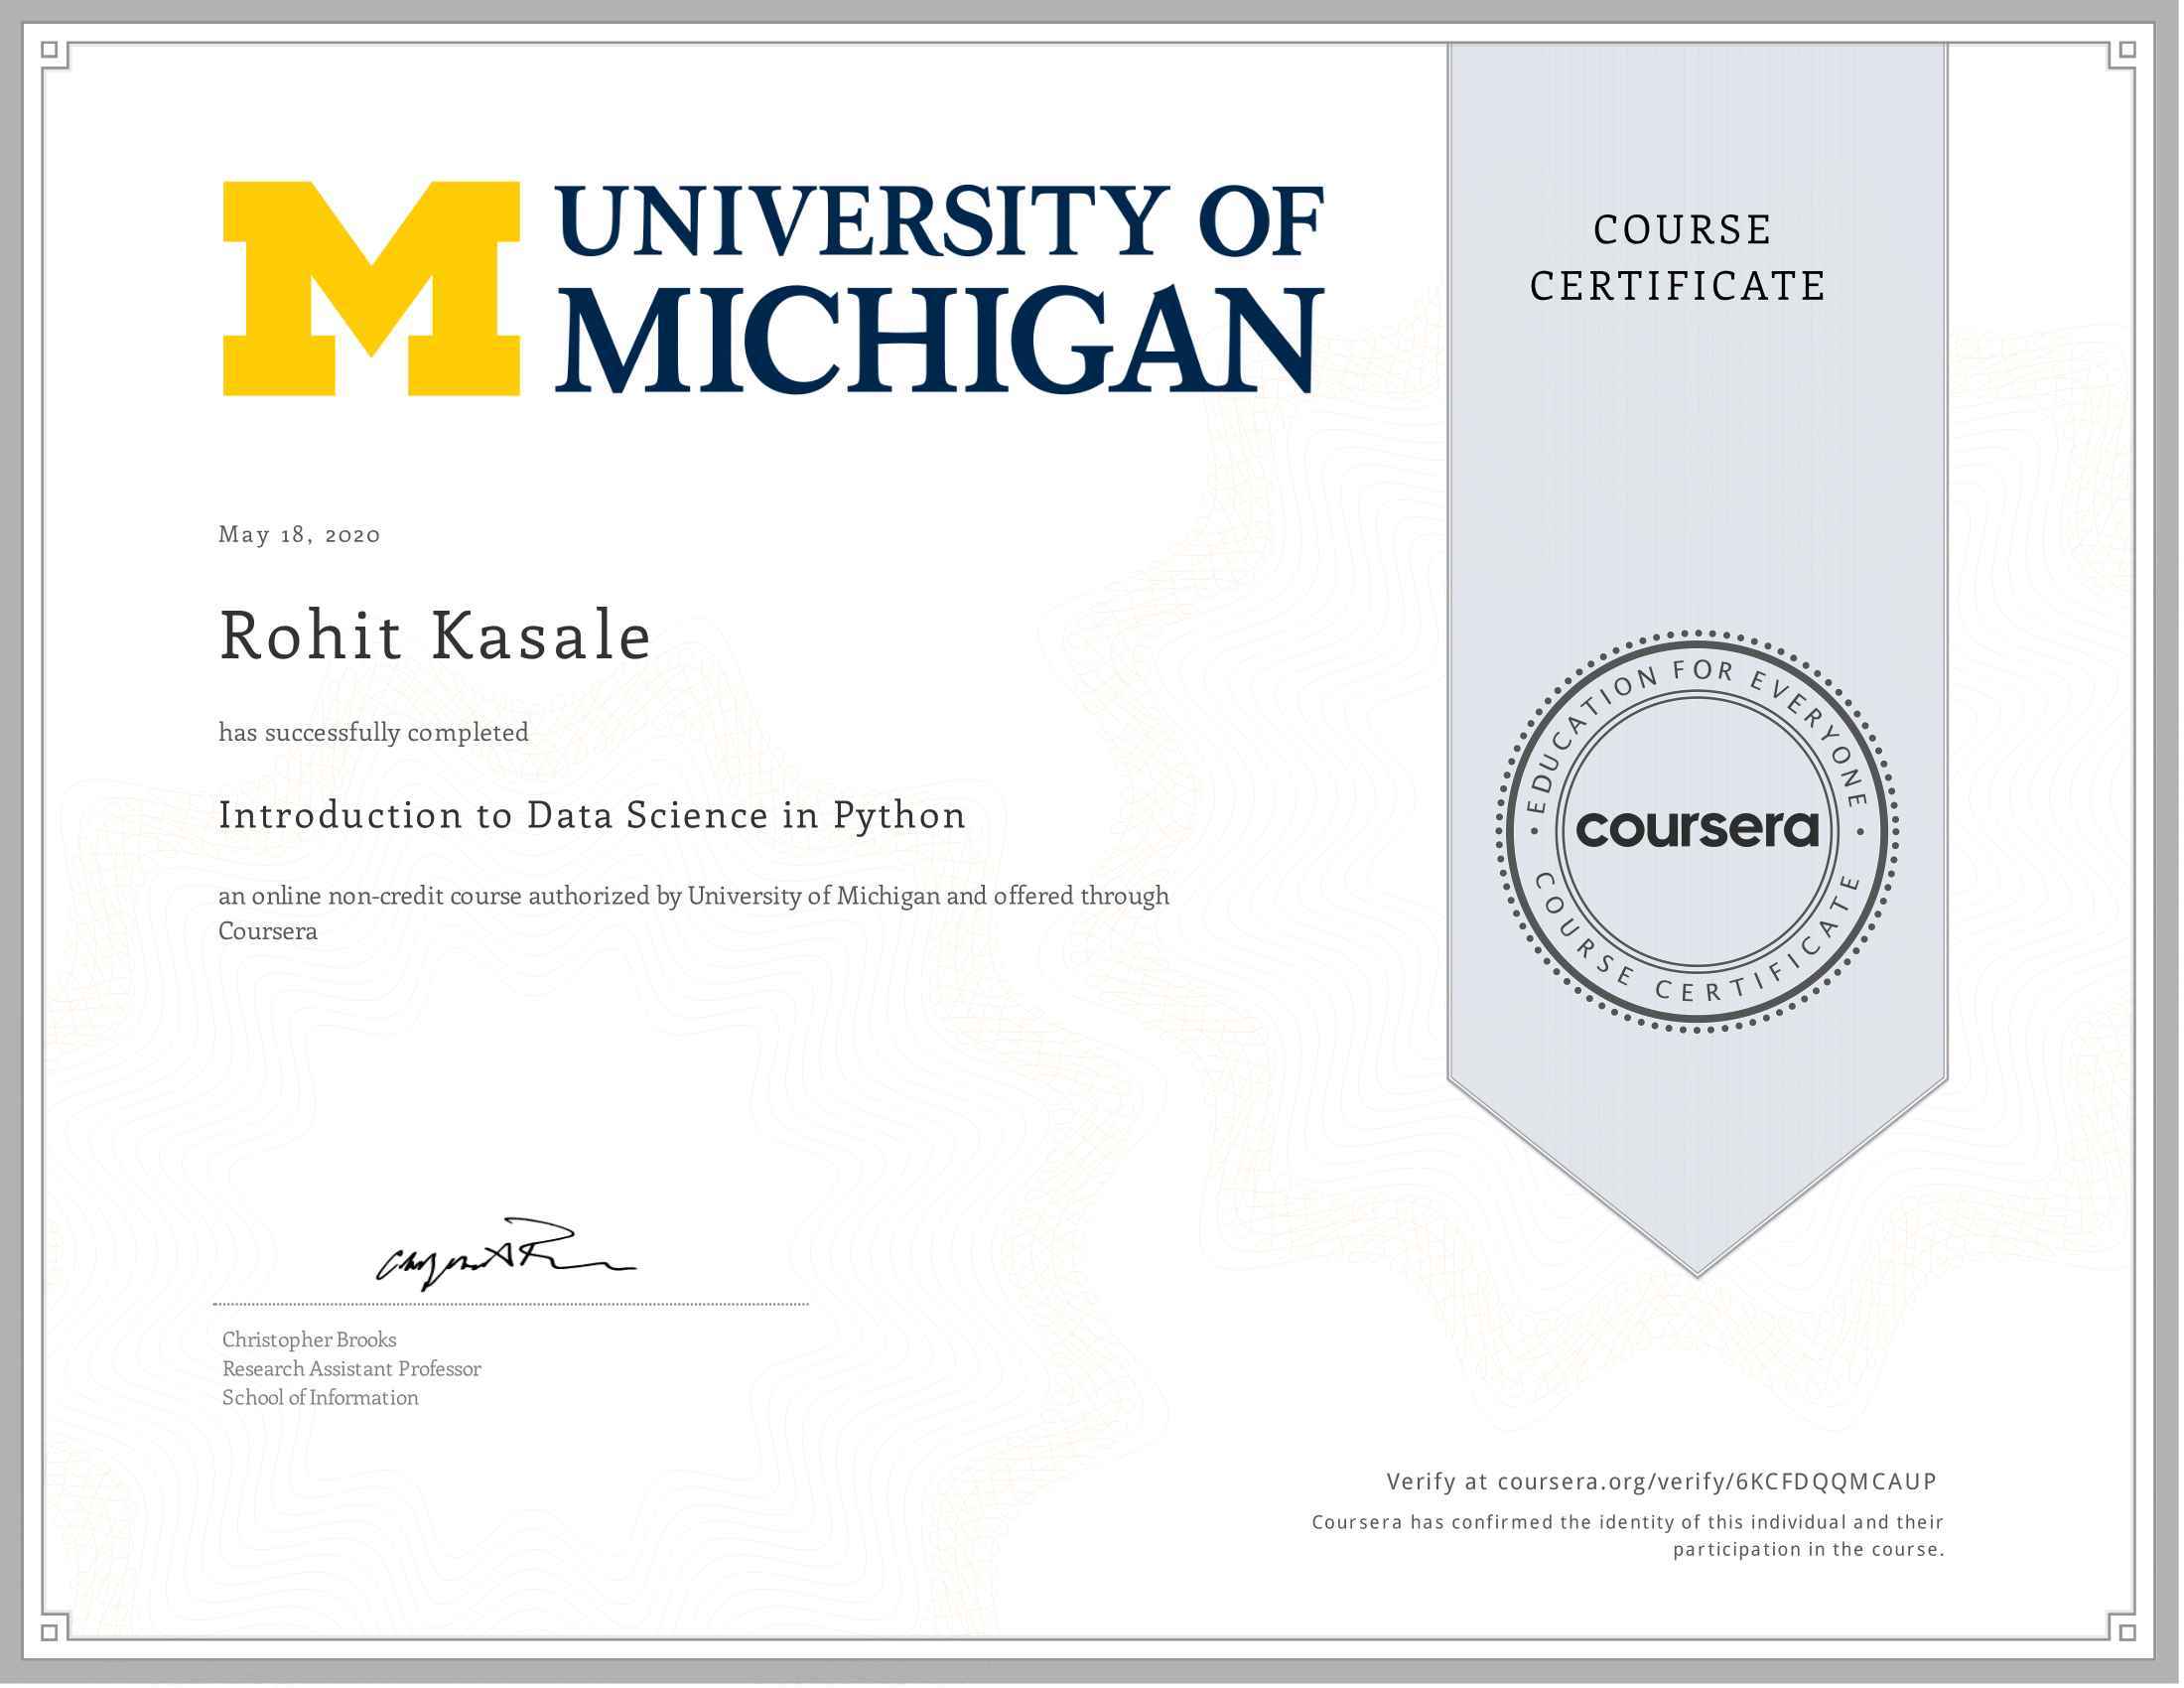 UNIVERSITY OF
MICHIGAN
COURSE
CERTIFICATE
May 18, 2020
Rohit Kasale
has successfully completed
Introduction to Data Science in Python
an online non-credit course authorized by University of Michigan and offered through
Coursera
EDUCATION FOR EVERYONE
coursera
COURSE CERTIFICATE
Christopher Brooks
Research Assistant Professor
School of Information
Verify at coursera.org/verify/6KCFDQQMCAUP
Coursera has confirmed the identity of this individual and their
participation in the course.